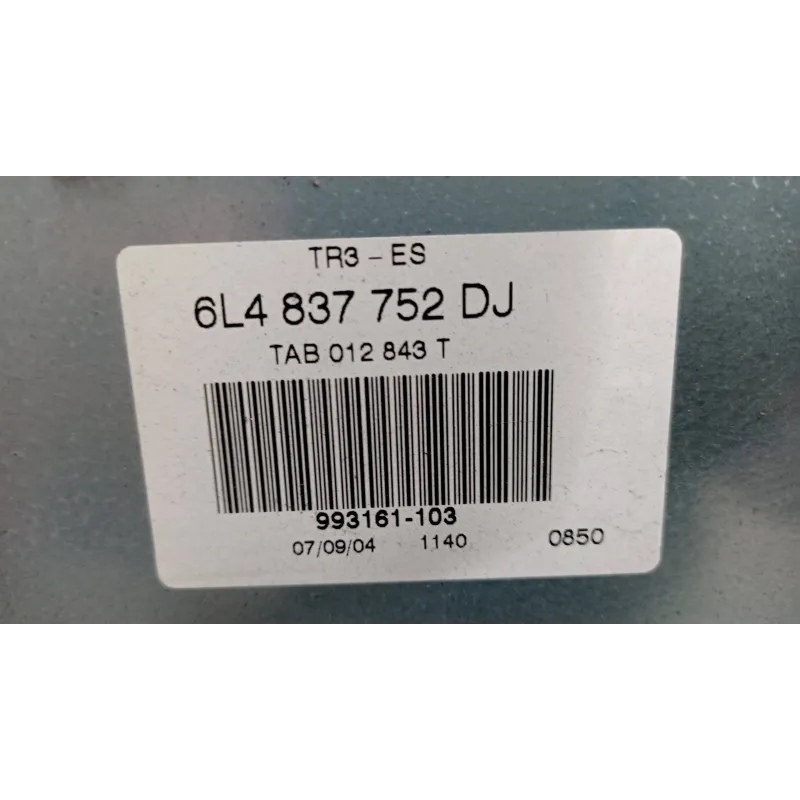 TR3 - ES
6L4 837 752 DJ
TAB 012 843 T
993161-103
07/09/04 1140 0850